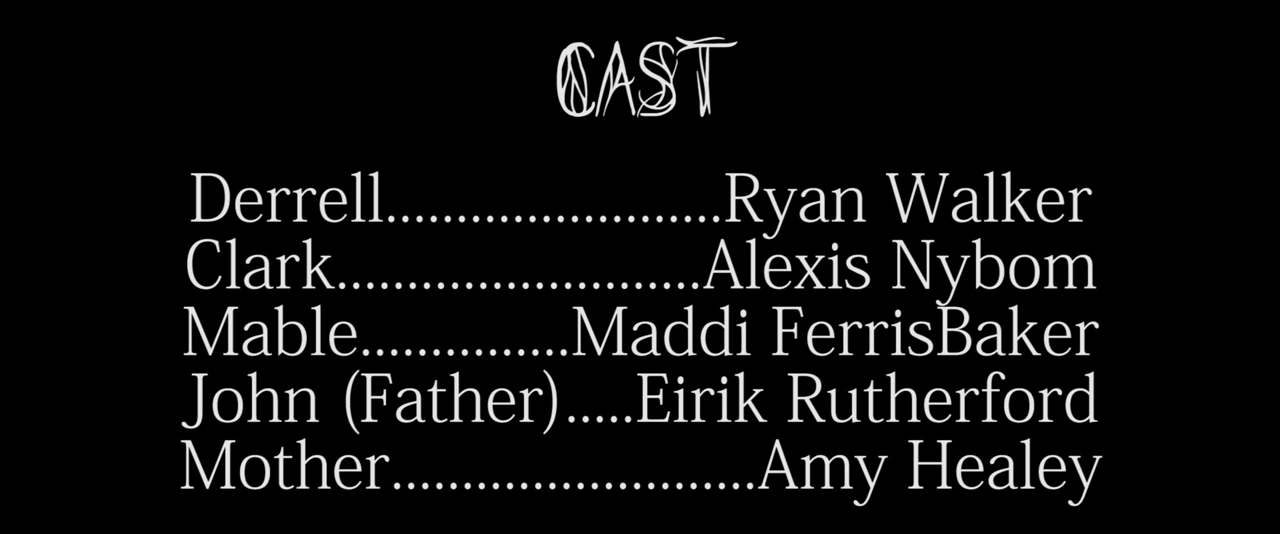 CAST
Derrell........................Ryan Walker
Clark..........................Alexis Nybom
Mable...............Maddi FerrisBaker
John (Father).....Eirik Rutherford
Mother..........................Amy Healey